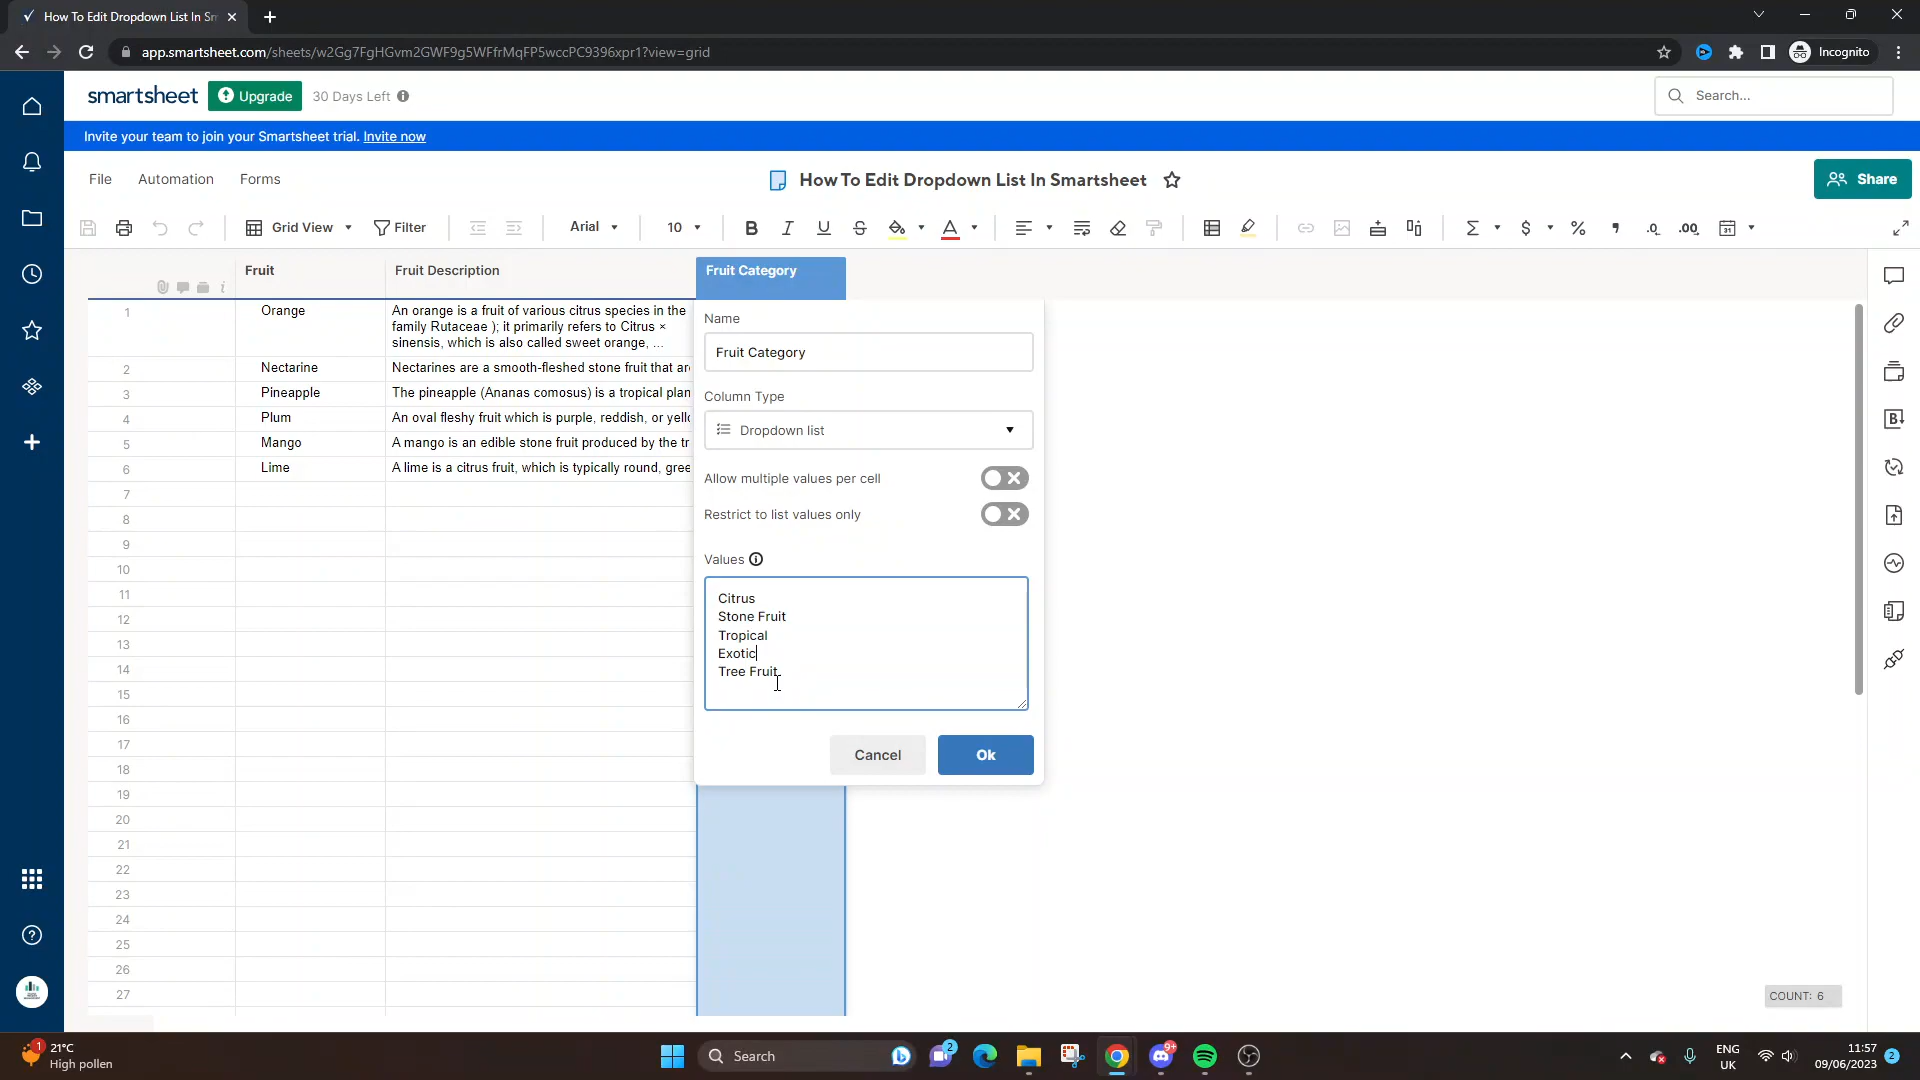 How To Edit Dropdown List In Sm
app.smartsheet.com/sheets/w2Gg7FgHGvm2GWF9g5WFfrMqFP5wccPC9396xpr1?view=grid
Incognito
smartsheet
Upgrade
30 Days Left
Search...
Invite your team to join your Smartsheet trial. Invite now
File
Automation
Forms
How To Edit Dropdown List In Smartsheet
Share
Grid View
Filter
Arial
10
B
I
U
S
A
Σ
$
%
.0
.00
31
Fruit
Fruit Description
Fruit Category
1
Orange
An orange is a fruit of various citrus species in the
family Rutaceae ); it primarily refers to Citrus ×
sinensis, which is also called sweet orange, ...
2
Nectarine
Nectarines are a smooth-fleshed stone fruit that are
3
Pineapple
The pineapple (Ananas comosus) is a tropical plan
4
Plum
An oval fleshy fruit which is purple, reddish, or yello
5
Mango
A mango is an edible stone fruit produced by the tr
6
Lime
A lime is a citrus fruit, which is typically round, gree
7
8
9
10
11
12
13
14
15
16
17
18
19
20
21
22
23
24
25
26
27
Name
Fruit Category
Column Type
Dropdown list
Allow multiple values per cell
Restrict to list values only
Values
Citrus
Stone Fruit
Tropical
Exotic
Tree Fruit
Cancel
Ok
COUNT: 6
1
21°C
High pollen
Search
2
9+
ENG
UK
11:57
09/06/2023
2